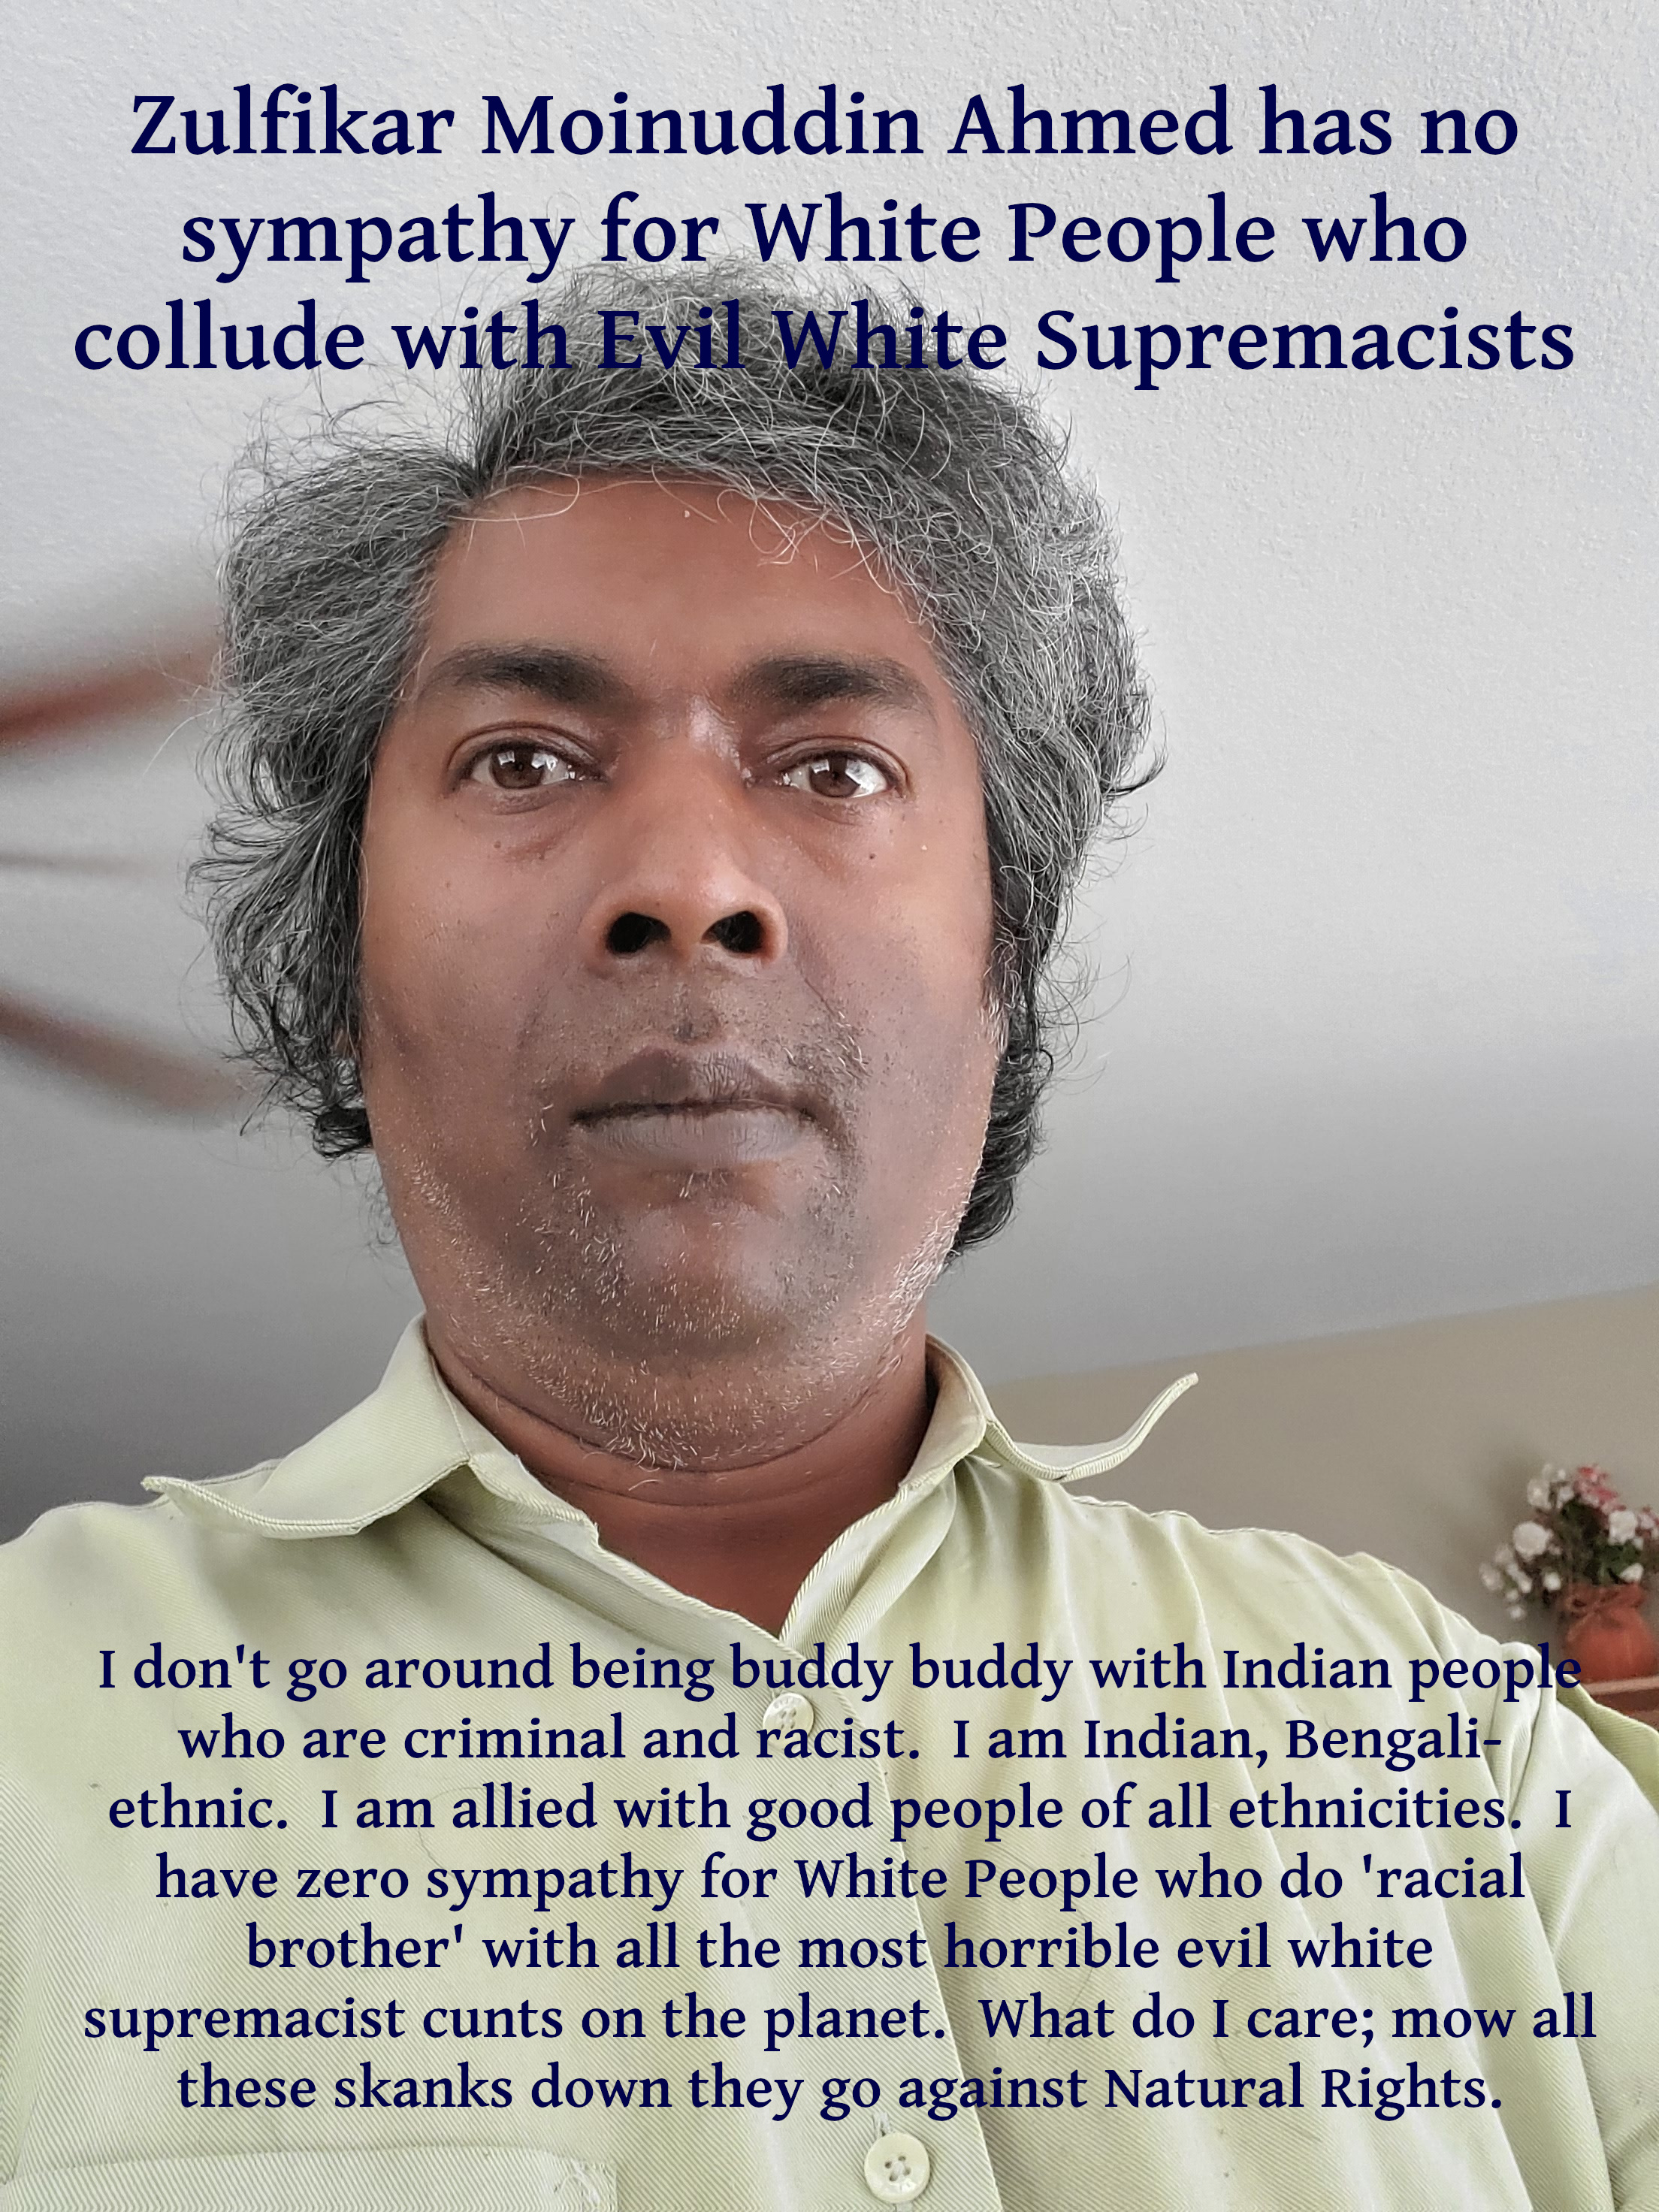 Zulfikar Moinuddin Ahmed has no
sympathy for White People who
collude with Evil White Supremacists
I don't go around being buddy buddy with Indian people
who are criminal and racist.  I am Indian, Bengali-
ethnic.  I am allied with good people of all ethnicities.  I
have zero sympathy for White People who do 'racial
brother' with all the most horrible evil white
supremacist cunts on the planet.  What do I care; mow all
these skanks down they go against Natural Rights.